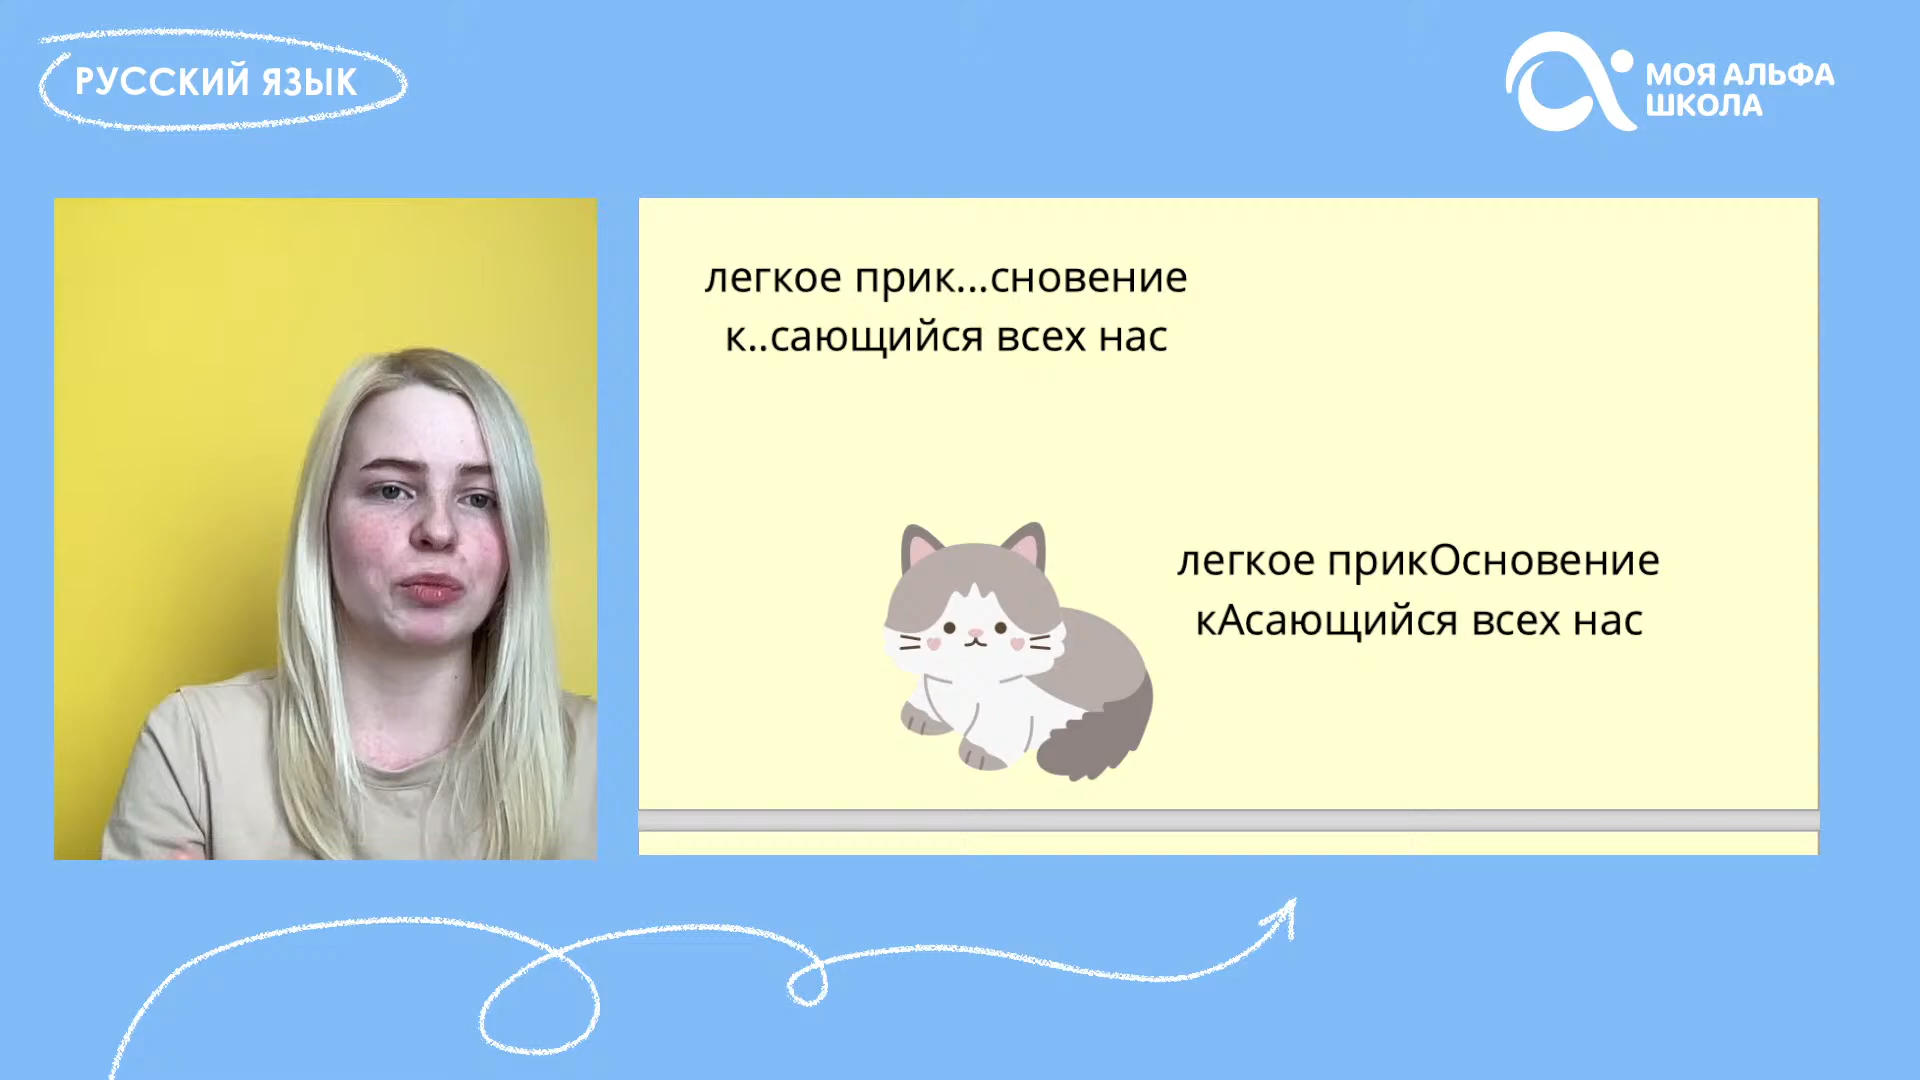 РУССКИЙ ЯЗЫК
МОЯ АЛЬФА
ШКОЛА
легкое прик...сновение
к..сающийся всех нас
легкое прикОсновение
кАсающийся всех нас